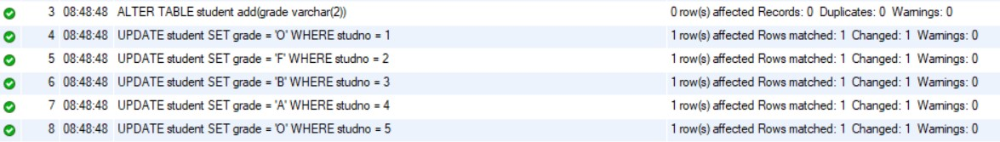 3 08:48:48 ALTER TABLE student add(grade varchar(2)) 0 row(s) affected Records: 0 Duplicates: 0 Warnings: 0
4 08:48:48 UPDATE student SET grade = 'O' WHERE studno = 1 1 row(s) affected Rows matched: 1 Changed: 1 Warnings: 0
5 08:48:48 UPDATE student SET grade = 'F' WHERE studno = 2 1 row(s) affected Rows matched: 1 Changed: 1 Warnings: 0
6 08:48:48 UPDATE student SET grade = 'B' WHERE studno = 3 1 row(s) affected Rows matched: 1 Changed: 1 Warnings: 0
7 08:48:48 UPDATE student SET grade = 'A' WHERE studno = 4 1 row(s) affected Rows matched: 1 Changed: 1 Warnings: 0
8 08:48:48 UPDATE student SET grade = 'O' WHERE studno = 5 1 row(s) affected Rows matched: 1 Changed: 1 Warnings: 0